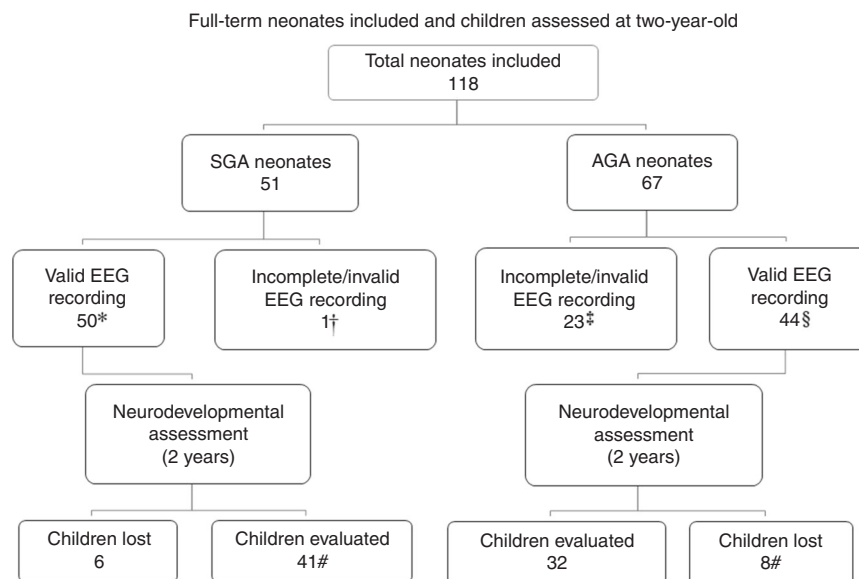 Full-term neonates included and children assessed at two-year-old
Total neonates included
118
SGA neonates
51
AGA neonates
67
Valid EEG
recording
50*
Incomplete/invalid
EEG recording
1†
Incomplete/invalid
EEG recording
23‡
Valid EEG
recording
44§
Neurodevelopmental
assessment
(2 years)
Neurodevelopmental
assessment
(2 years)
Children lost
6
Children evaluated
41#
Children evaluated
32
Children lost
8#